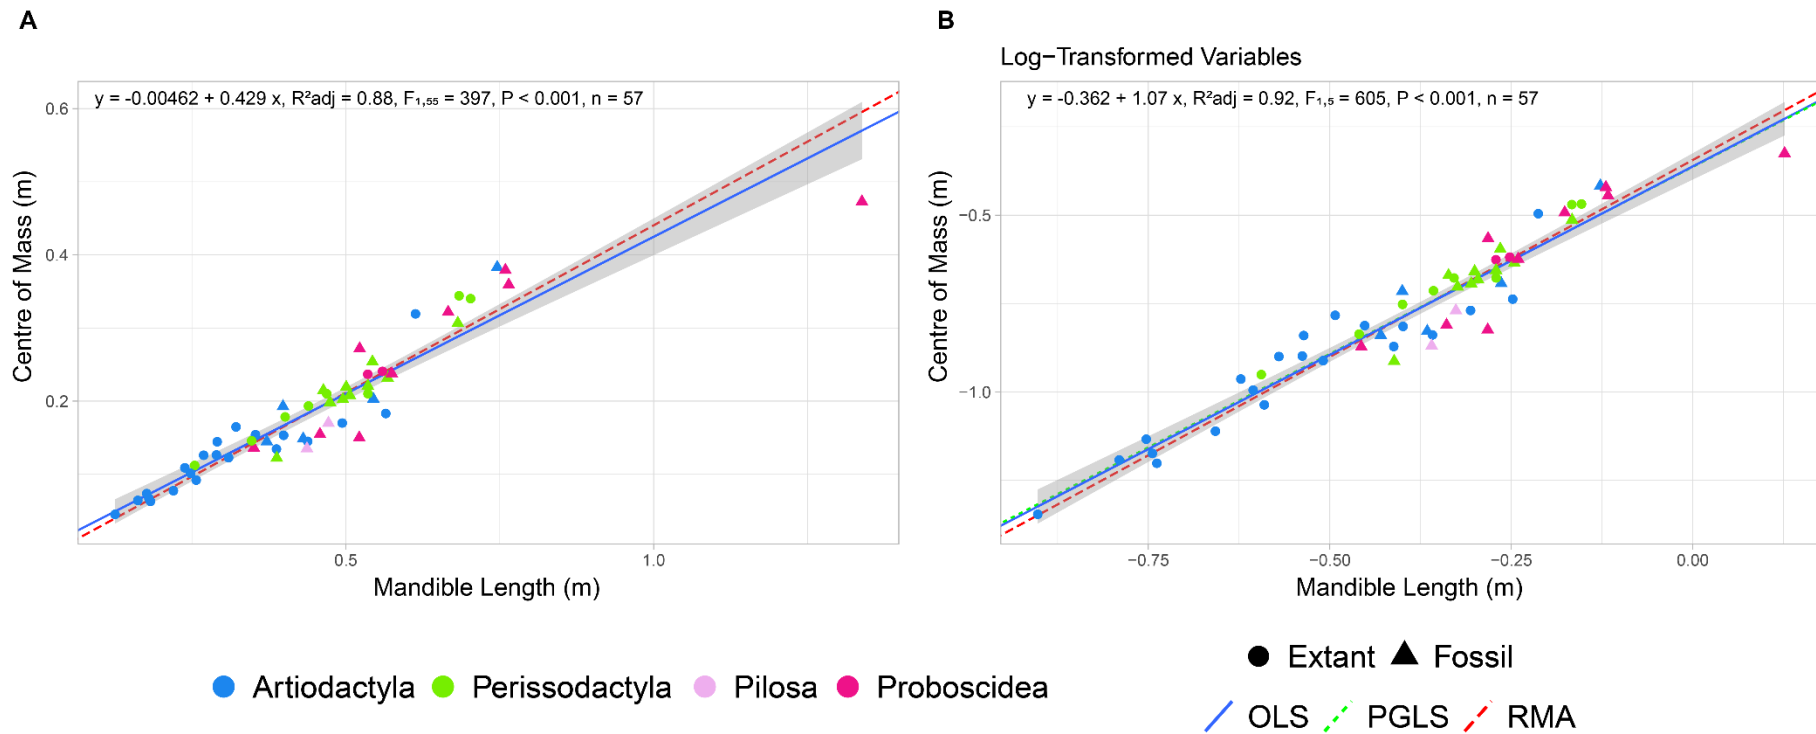 A
y = -0.00462 + 0.429 x, R²adj = 0.88, F₁,₅₅ = 397, P < 0.001, n = 57
0.6
0.4
0.2
Centre of Mass (m)
0.5
1.0
Mandible Length (m)
B
Log−Transformed Variables
y = -0.362 + 1.07 x, R²adj = 0.92, F₁,₅ = 605, P < 0.001, n = 57
−0.5
−1.0
Centre of Mass (m)
−0.75
−0.50
−0.25
0.00
Mandible Length (m)
Artiodactyla
Perissodactyla
Pilosa
Proboscidea
Extant
Fossil
OLS
PGLS
RMA